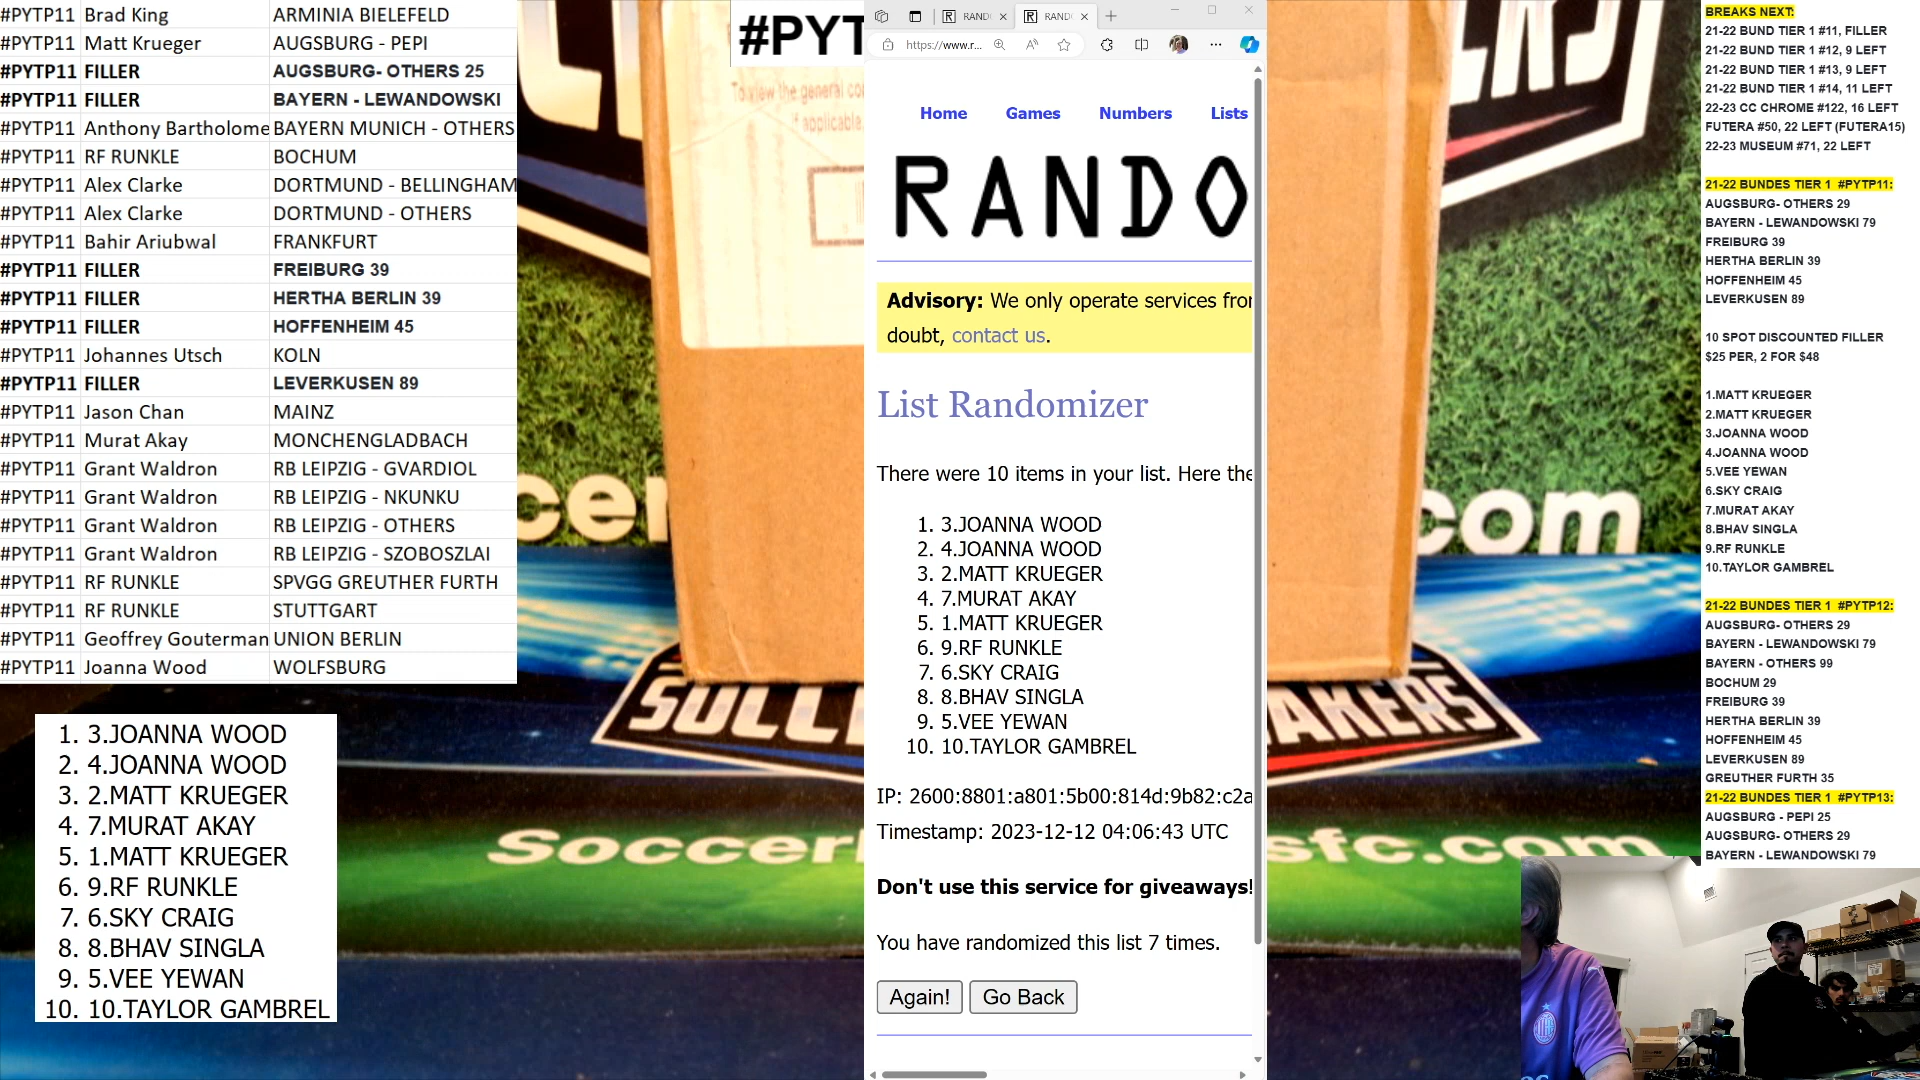 #PYTP11 Brad King ARMINIA BIELEFELD
#PYTP11 Matt Krueger AUGSBURG - PEPI
#PYTP11 FILLER AUGSBURG- OTHERS 25
#PYTP11 FILLER BAYERN - LEWANDOWSKI
#PYTP11 Anthony Bartholome BAYERN MUNICH - OTHERS
#PYTP11 RF RUNKLE BOCHUM
#PYTP11 Alex Clarke DORTMUND - BELLINGHAM
#PYTP11 Alex Clarke DORTMUND - OTHERS
#PYTP11 Bahir Ariubwal FRANKFURT
#PYTP11 FILLER FREIBURG 39
#PYTP11 FILLER HERTHA BERLIN 39
#PYTP11 FILLER HOFFENHEIM 45
#PYTP11 Johannes Utsch KOLN
#PYTP11 FILLER LEVERKUSEN 89
#PYTP11 Jason Chan MAINZ
#PYTP11 Murat Akay MONCHENGLADBACH
#PYTP11 Grant Waldron RB LEIPZIG - GVARDIOL
#PYTP11 Grant Waldron RB LEIPZIG - NKUNKU
#PYTP11 Grant Waldron RB LEIPZIG - OTHERS
#PYTP11 Grant Waldron RB LEIPZIG - SZOBOSZLAI
#PYTP11 RF RUNKLE SPVGG GREUTHER FURTH
#PYTP11 RF RUNKLE STUTTGART
#PYTP11 Geoffrey Gouterman UNION BERLIN
#PYTP11 Joanna Wood WOLFSBURG
1. 3.JOANNA WOOD
2. 4.JOANNA WOOD
3. 2.MATT KRUEGER
4. 7.MURAT AKAY
5. 1.MATT KRUEGER
6. 9.RF RUNKLE
7. 6.SKY CRAIG
8. 8.BHAV SINGLA
9. 5.VEE YEWAN
10. 10.TAYLOR GAMBREL
#PYT
To view the general co
if applicable
RAND
RAND
https://www.r...
Home Games Numbers Lists
RANDO
Advisory: We only operate services from
doubt, contact us.
List Randomizer
There were 10 items in your list. Here the
1. 3.JOANNA WOOD
2. 4.JOANNA WOOD
3. 2.MATT KRUEGER
4. 7.MURAT AKAY
5. 1.MATT KRUEGER
6. 9.RF RUNKLE
7. 6.SKY CRAIG
8. 8.BHAV SINGLA
9. 5.VEE YEWAN
10. 10.TAYLOR GAMBREL
IP: 2600:8801:a801:5b00:814d:9b82:c2a
Timestamp: 2023-12-12 04:06:43 UTC
Don't use this service for giveaways!
You have randomized this list 7 times.
Again! Go Back
ERS
cer
com
SOCC
AKERS
Soccer
sfc.com
BREAKS NEXT:
21-22 BUND TIER 1 #11, FILLER
21-22 BUND TIER 1 #12, 9 LEFT
21-22 BUND TIER 1 #13, 9 LEFT
21-22 BUND TIER 1 #14, 11 LEFT
22-23 CC CHROME #122, 16 LEFT
FUTERA #50, 22 LEFT (FUTERA15)
22-23 MUSEUM #71, 22 LEFT
21-22 BUNDES TIER 1 #PYTP11:
AUGSBURG- OTHERS 29
BAYERN - LEWANDOWSKI 79
FREIBURG 39
HERTHA BERLIN 39
HOFFENHEIM 45
LEVERKUSEN 89
10 SPOT DISCOUNTED FILLER
$25 PER, 2 FOR $48
1.MATT KRUEGER
2.MATT KRUEGER
3.JOANNA WOOD
4.JOANNA WOOD
5.VEE YEWAN
6.SKY CRAIG
7.MURAT AKAY
8.BHAV SINGLA
9.RF RUNKLE
10.TAYLOR GAMBREL
21-22 BUNDES TIER 1 #PYTP12:
AUGSBURG- OTHERS 29
BAYERN - LEWANDOWSKI 79
BAYERN - OTHERS 99
BOCHUM 29
FREIBURG 39
HERTHA BERLIN 39
HOFFENHEIM 45
LEVERKUSEN 89
GREUTHER FURTH 35
21-22 BUNDES TIER 1 #PYTP13:
AUGSBURG - PEPI 25
AUGSBURG- OTHERS 29
BAYERN - LEWANDOWSKI 79